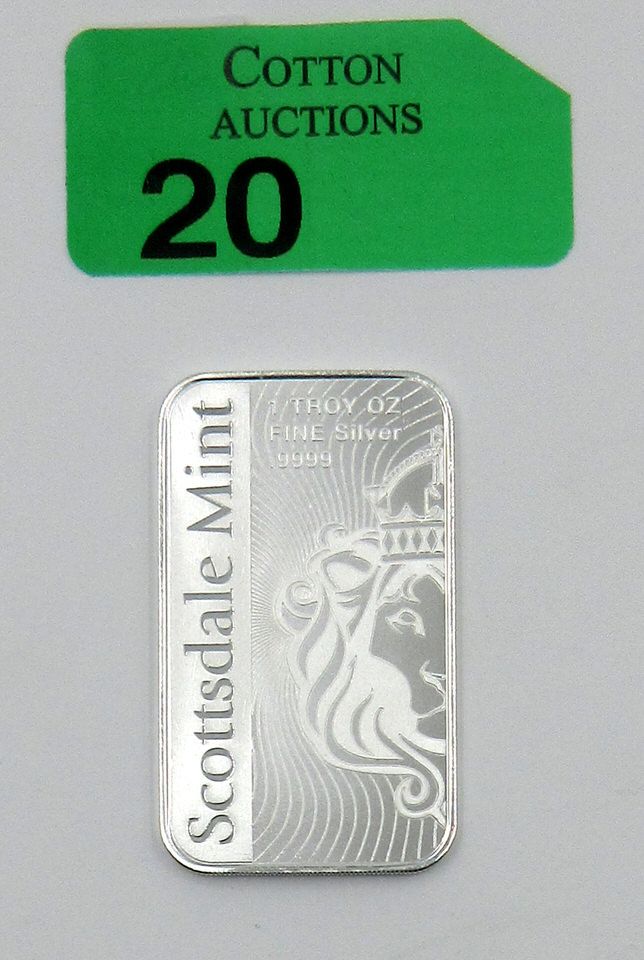 COTTON
AUCTIONS
20
Scottsdale Mint
1 TROY OZ
FINE Silver
.9999